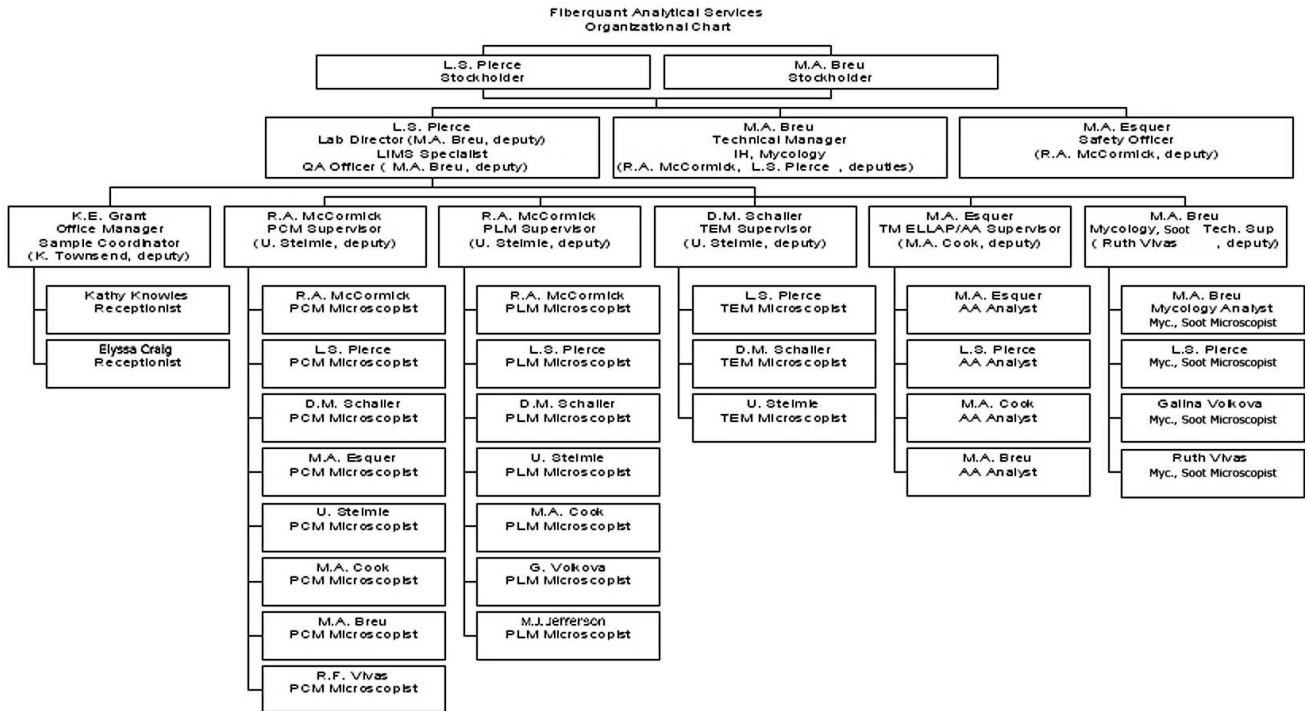 Fiberquant Analytical Services
Organizational Chart
L.S. Pierce
Stockholder
M.A. Breu
Stockholder
L.S. Pierce
Lab Director (M.A. Breu, deputy)
LIMS Specialist
QA Officer ( M.A. Breu, deputy)
M.A. Breu
Technical Manager
IH, Mycology
(R.A. McCormick, L.S. Pierce , deputies)
M.A. Esquer
Safety Officer
(R.A. McCormick, deputy)
K.E. Grant
Office Manager
Sample Coordinator
(K. Townsend, deputy)
R.A. McCormick
PCM Supervisor
(U. Steimle, deputy)
R.A. McCormick
PLM Supervisor
(U. Steimle, deputy)
D.M. Schaller
TEM Supervisor
(U. Steimle, deputy)
M.A. Esquer
TM ELLAP/AA Supervisor
(M.A. Cook, deputy)
M.A. Breu
Mycology, Soot Tech. Sup
( Ruth Vivas , deputy)
Kathy Knowles
Receptionist
Elyssa Craig
Receptionist
R.A. McCormick
PCM Microscopist
L.S. Pierce
PCM Microscopist
D.M. Schaller
PCM Microscopist
M.A. Esquer
PCM Microscopist
U. Steimle
PCM Microscopist
M.A. Cook
PCM Microscopist
M.A. Breu
PCM Microscopist
R.F. Vivas
PCM Microscopist
R.A. McCormick
PLM Microscopist
L.S. Pierce
PLM Microscopist
D.M. Schaller
PLM Microscopist
U. Steimle
PLM Microscopist
M.A. Cook
PLM Microscopist
G. Volkova
PLM Microscopist
M.J. Jefferson
PLM Microscopist
L.S. Pierce
TEM Microscopist
D.M. Schaller
TEM Microscopist
U. Steimle
TEM Microscopist
M.A. Esquer
AA Analyst
L.S. Pierce
AA Analyst
M.A. Cook
AA Analyst
M.A. Breu
AA Analyst
M.A. Breu
Mycology Analyst
Myc., Soot Microscopist
L.S. Pierce
Myc., Soot Microscopist
Galina Volkova
Myc., Soot Microscopist
Ruth Vivas
Myc., Soot Microscopist